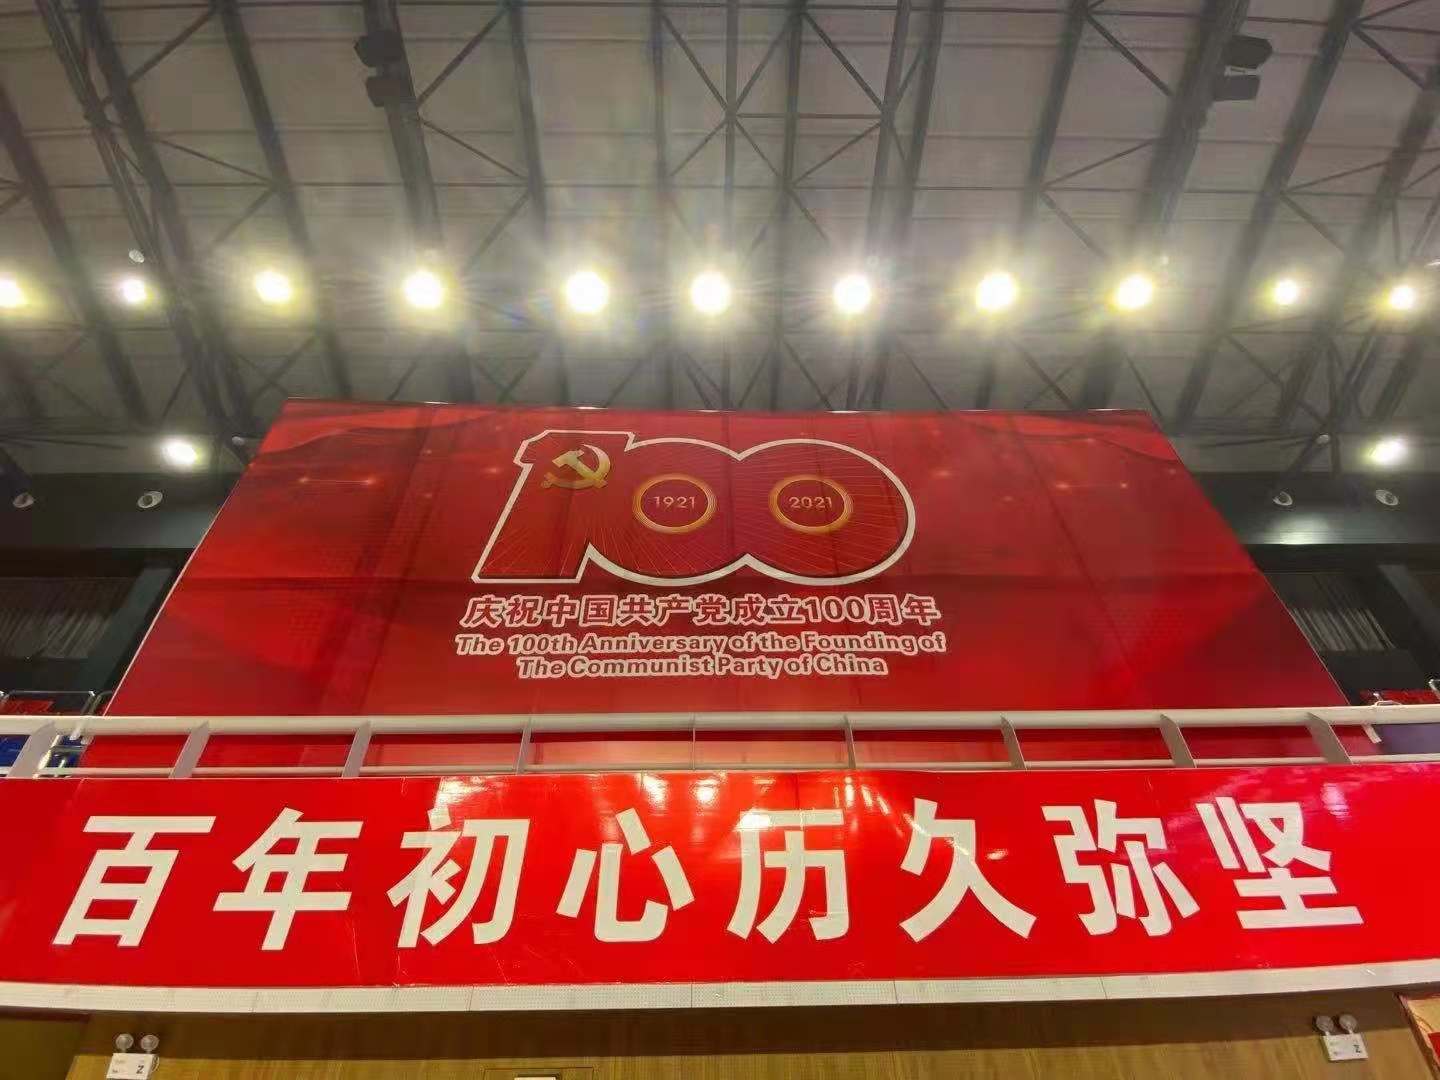 1921
2021
庆祝中国共产党成立100周年
The 100th Anniversary of the Founding of
The Communist Party of China
百年初心历久弥坚